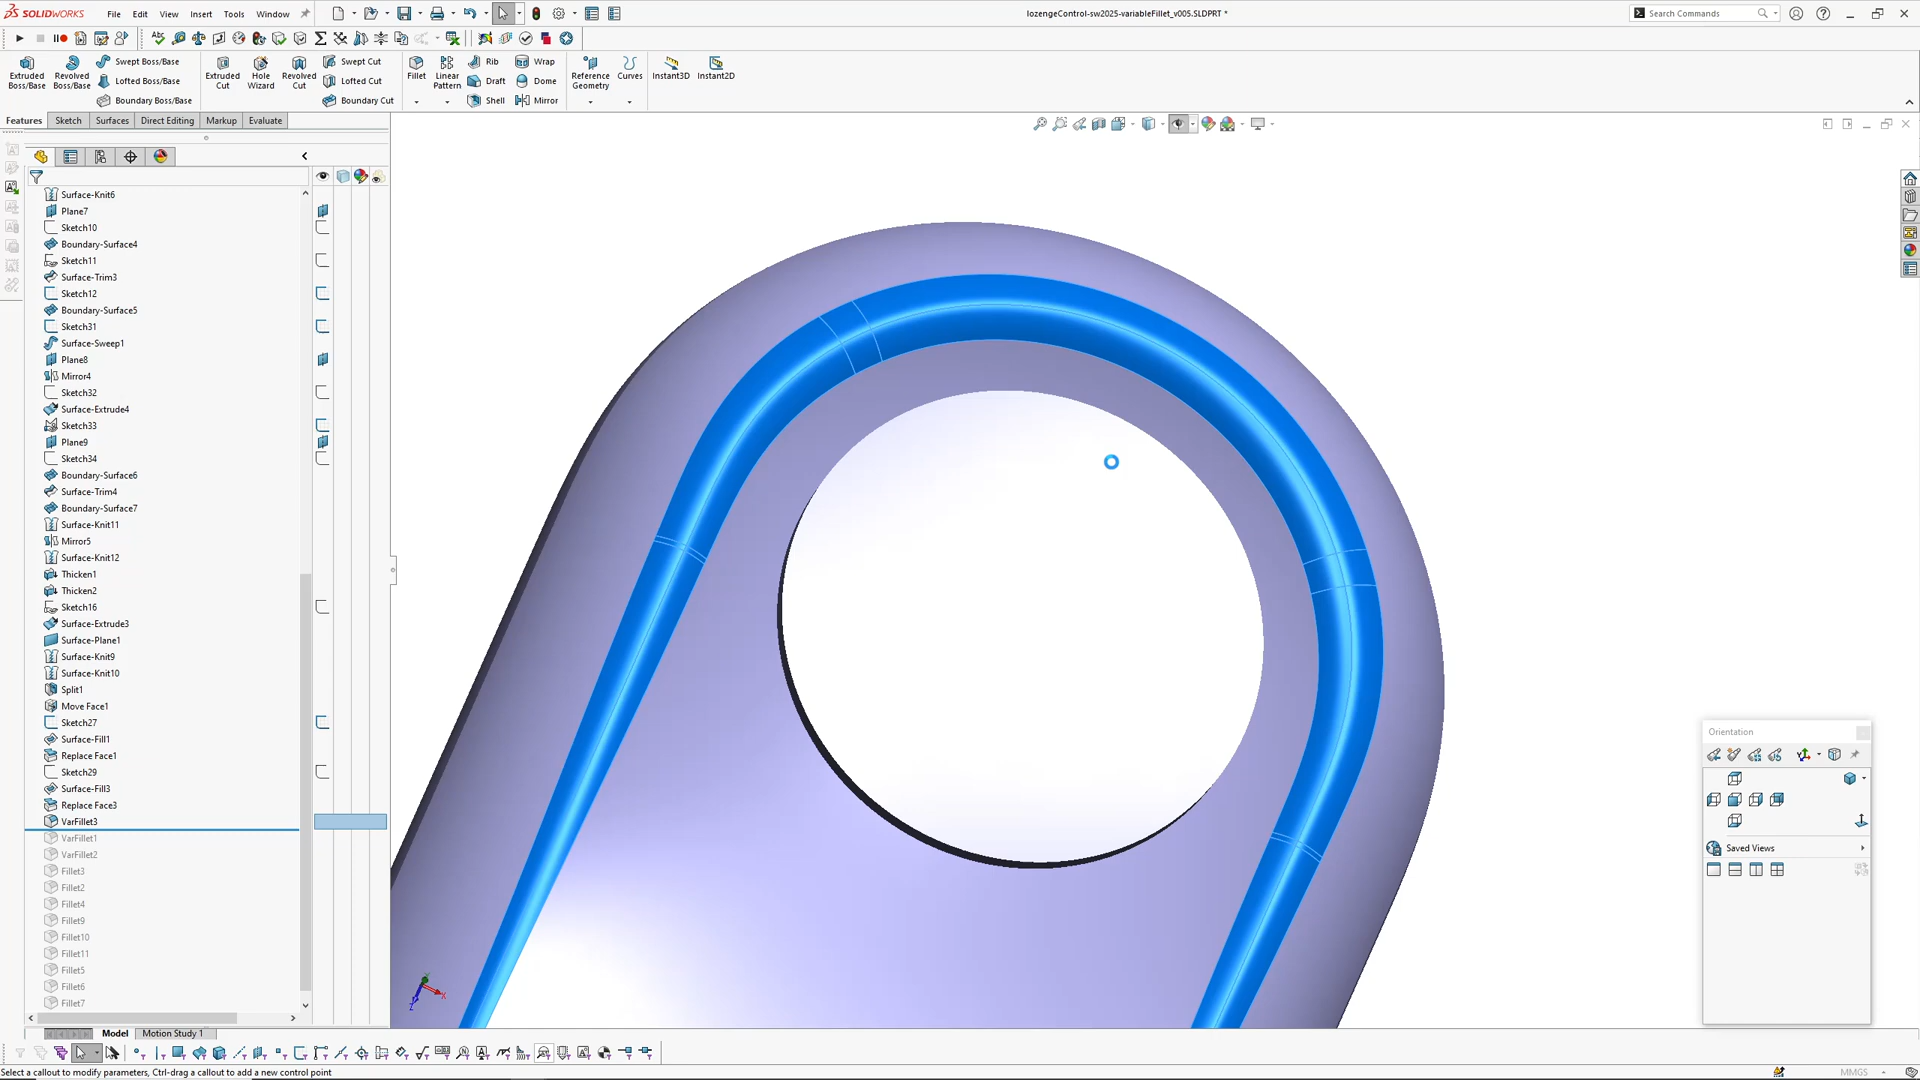 SOLIDWORKS File Edit View Insert Tools Window
lozengeControl-sw2025-variableFillet_v005.SLDPRT *
Search Commands
Extruded Boss/Base
Revolved Boss/Base
Swept Boss/Base
Lofted Boss/Base
Boundary Boss/Base
Extruded Cut
Hole Wizard
Revolved Cut
Swept Cut
Lofted Cut
Boundary Cut
Fillet
Linear Pattern
Rib
Draft
Shell
Wrap
Dome
Mirror
Reference Geometry
Curves
Instant3D
Instant2D
Features Sketch Surfaces Direct Editing Markup Evaluate
Surface-Knit6
Plane7
Sketch10
Boundary-Surface4
Sketch11
Surface-Trim3
Sketch12
Boundary-Surface5
Sketch31
Surface-Sweep1
Plane8
Mirror4
Sketch32
Surface-Extrude4
Sketch33
Plane9
Sketch34
Boundary-Surface6
Surface-Trim4
Boundary-Surface7
Surface-Knit11
Mirror5
Surface-Knit12
Thicken1
Thicken2
Sketch16
Surface-Extrude3
Surface-Plane1
Surface-Knit9
Surface-Knit10
Split1
Move Face1
Sketch27
Surface-Fill1
Replace Face1
Sketch29
Surface-Fill3
Replace Face3
VarFillet3
VarFillet1
VarFillet2
Fillet3
Fillet2
Fillet4
Fillet9
Fillet10
Fillet11
Fillet5
Fillet6
Fillet7
Orientation
Saved Views
Model Motion Study 1
Select a callout to modify parameters, Ctrl-drag a callout to add a new control point
MMGS